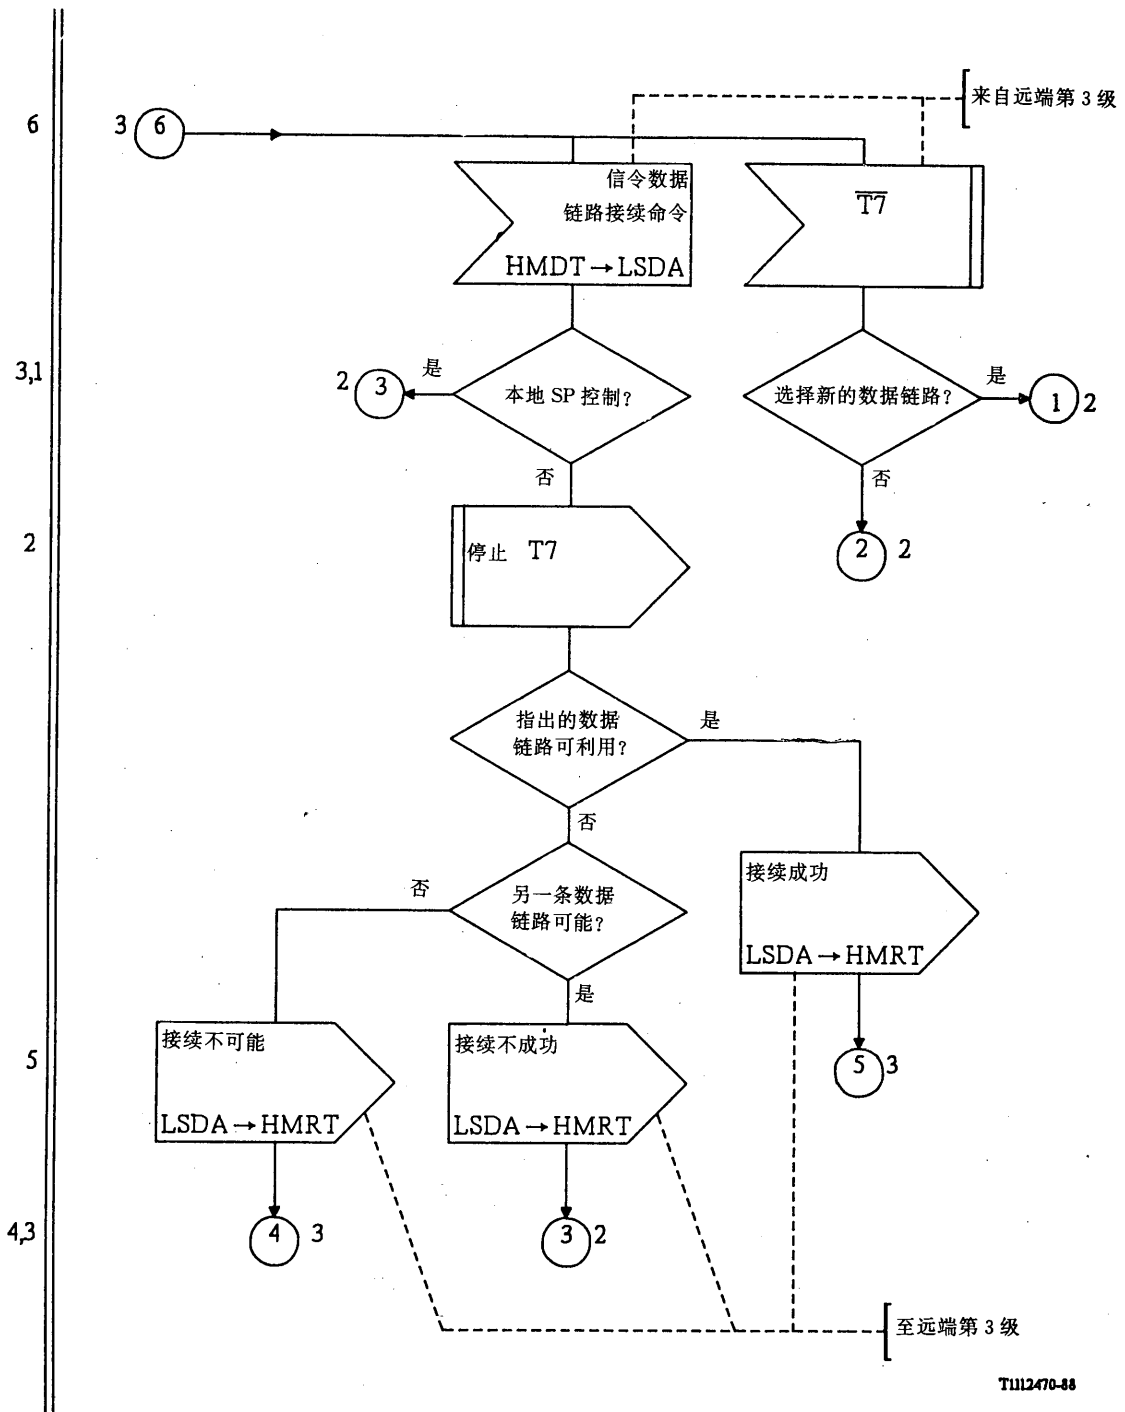 来自远端第 3 级
6
3 6
信令数据
链路接续命令
HMDT→LSDA
T7
3,1
2 3
是
本地 SP 控制？
选择新的数据链路？
是
1 2
否
否
2
停止 T7
2 2
指出的数据
链路可利用？
是
否
否
另一条数据
链路可能？
接续成功
LSDA→HMRT
是
5
接续不可能
LSDA→HMRT
接续不成功
LSDA→HMRT
5 3
4,3
4 3
3 2
至远端第 3 级
T1112470-88